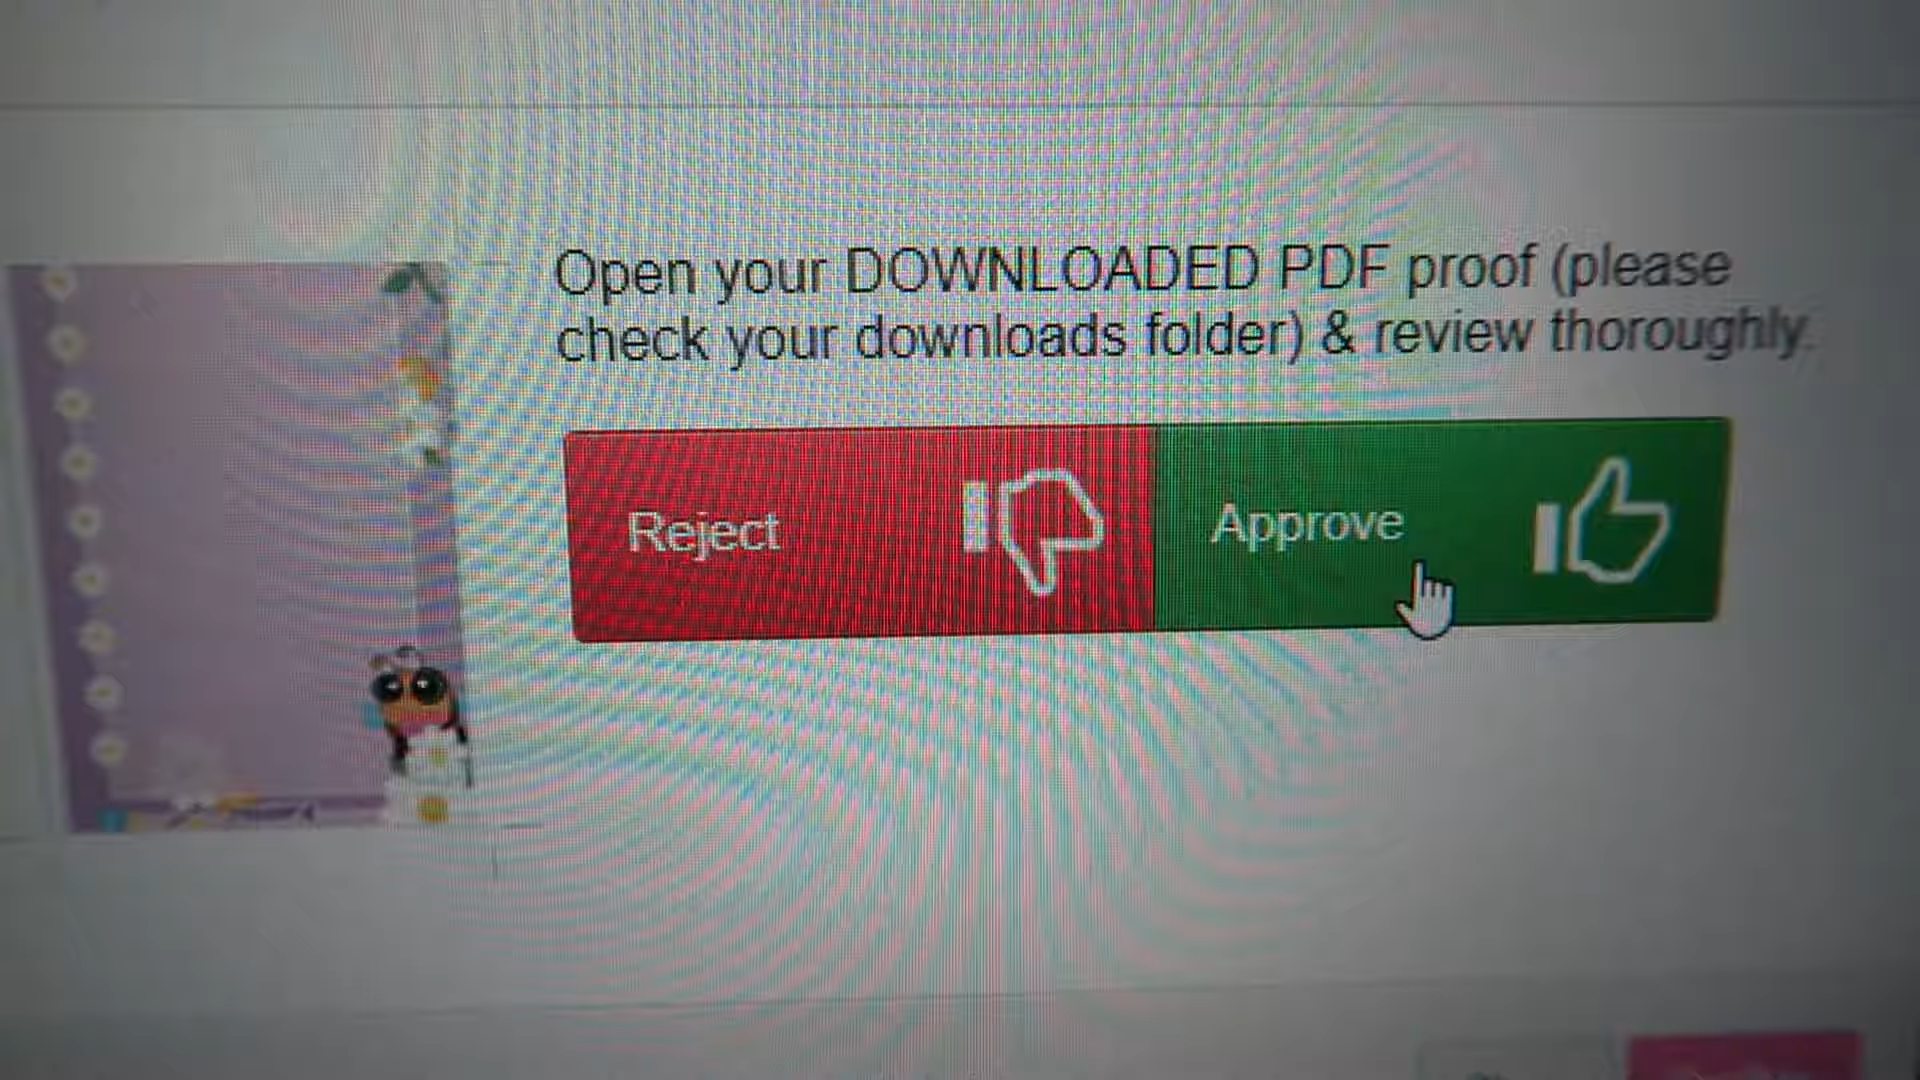 Open your DOWNLOADED PDF proof (please
check your downloads folder) & review thoroughly.
Reject
Approve